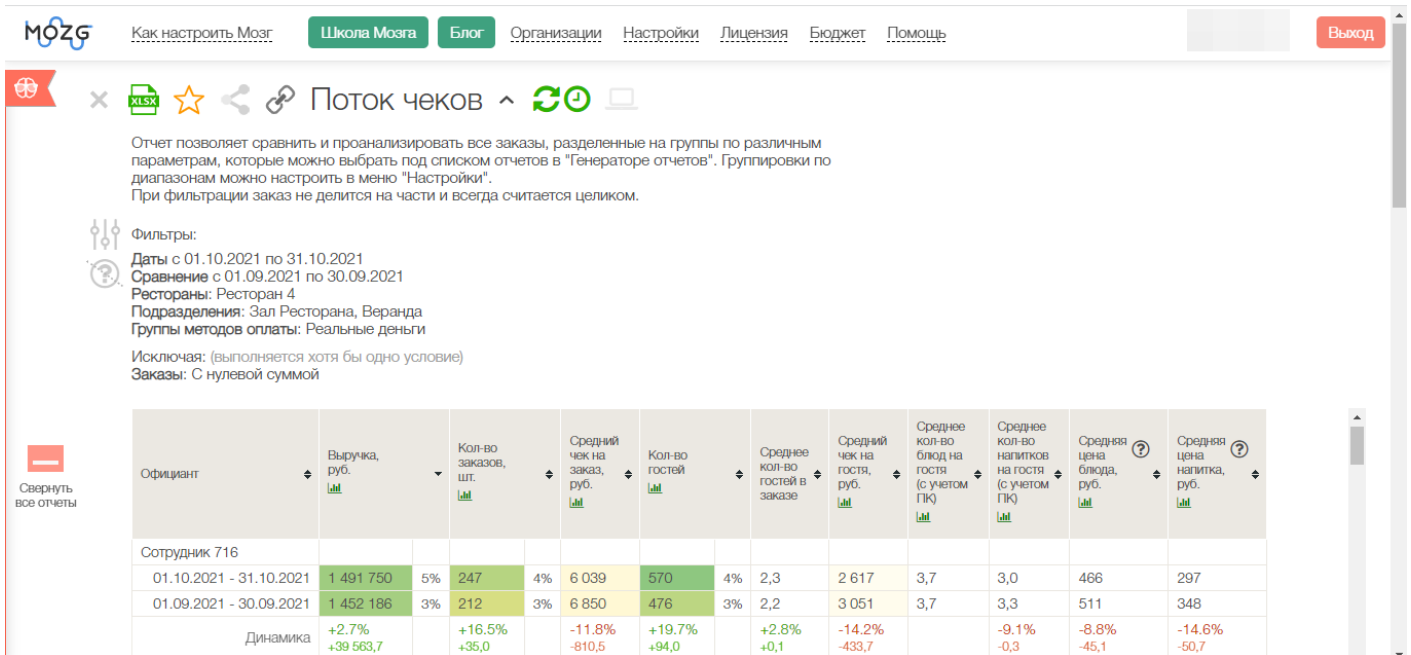 MOZG Как настроить Мозг Школа Мозга Блог Организации Настройки Лицензия Бюджет Помощь Выход
XLSX Поток чеков
Отчет позволяет сравнить и проанализировать все заказы, разделенные на группы по различным
параметрам, которые можно выбрать под списком отчетов в "Генераторе отчетов". Группировки по
диапазонам можно настроить в меню "Настройки".
При фильтрации заказ не делится на части и всегда считается целиком.
Фильтры:
Даты с 01.10.2021 по 31.10.2021
Сравнение с 01.09.2021 по 30.09.2021
Рестораны: Ресторан 4
Подразделения: Зал Ресторана, Веранда
Группы методов оплаты: Реальные деньги
Исключая: (выполняется хотя бы одно условие)
Заказы: С нулевой суммой
Свернуть
все отчеты
Официант
Выручка,
руб.
Кол-во
заказов,
шт.
Средний
чек на
заказ,
руб.
Кол-во
гостей
Среднее
кол-во
гостей в
заказе
Средний
чек на
гостя,
руб.
Среднее
кол-во
блюд на
гостя
(с учетом
ПК)
Среднее
кол-во
напитков
на гостя
(с учетом
ПК)
Средняя ?
цена
блюда,
руб.
Средняя ?
цена
напитка,
руб.
Сотрудник 716
01.10.2021 - 31.10.2021 1 491 750 5% 247 4% 6 039 570 4% 2,3 2 617 3,7 3,0 466 297
01.09.2021 - 30.09.2021 1 452 186 3% 212 3% 6 850 476 3% 2,2 3 051 3,7 3,3 511 348
Динамика +2.7% +16.5% -11.8% +19.7% +2.8% -14.2% -9.1% -8.8% -14.6%
+39 563,7 +35,0 -810,5 +94,0 +0,1 -433,7 -0,3 -45,1 -50,7